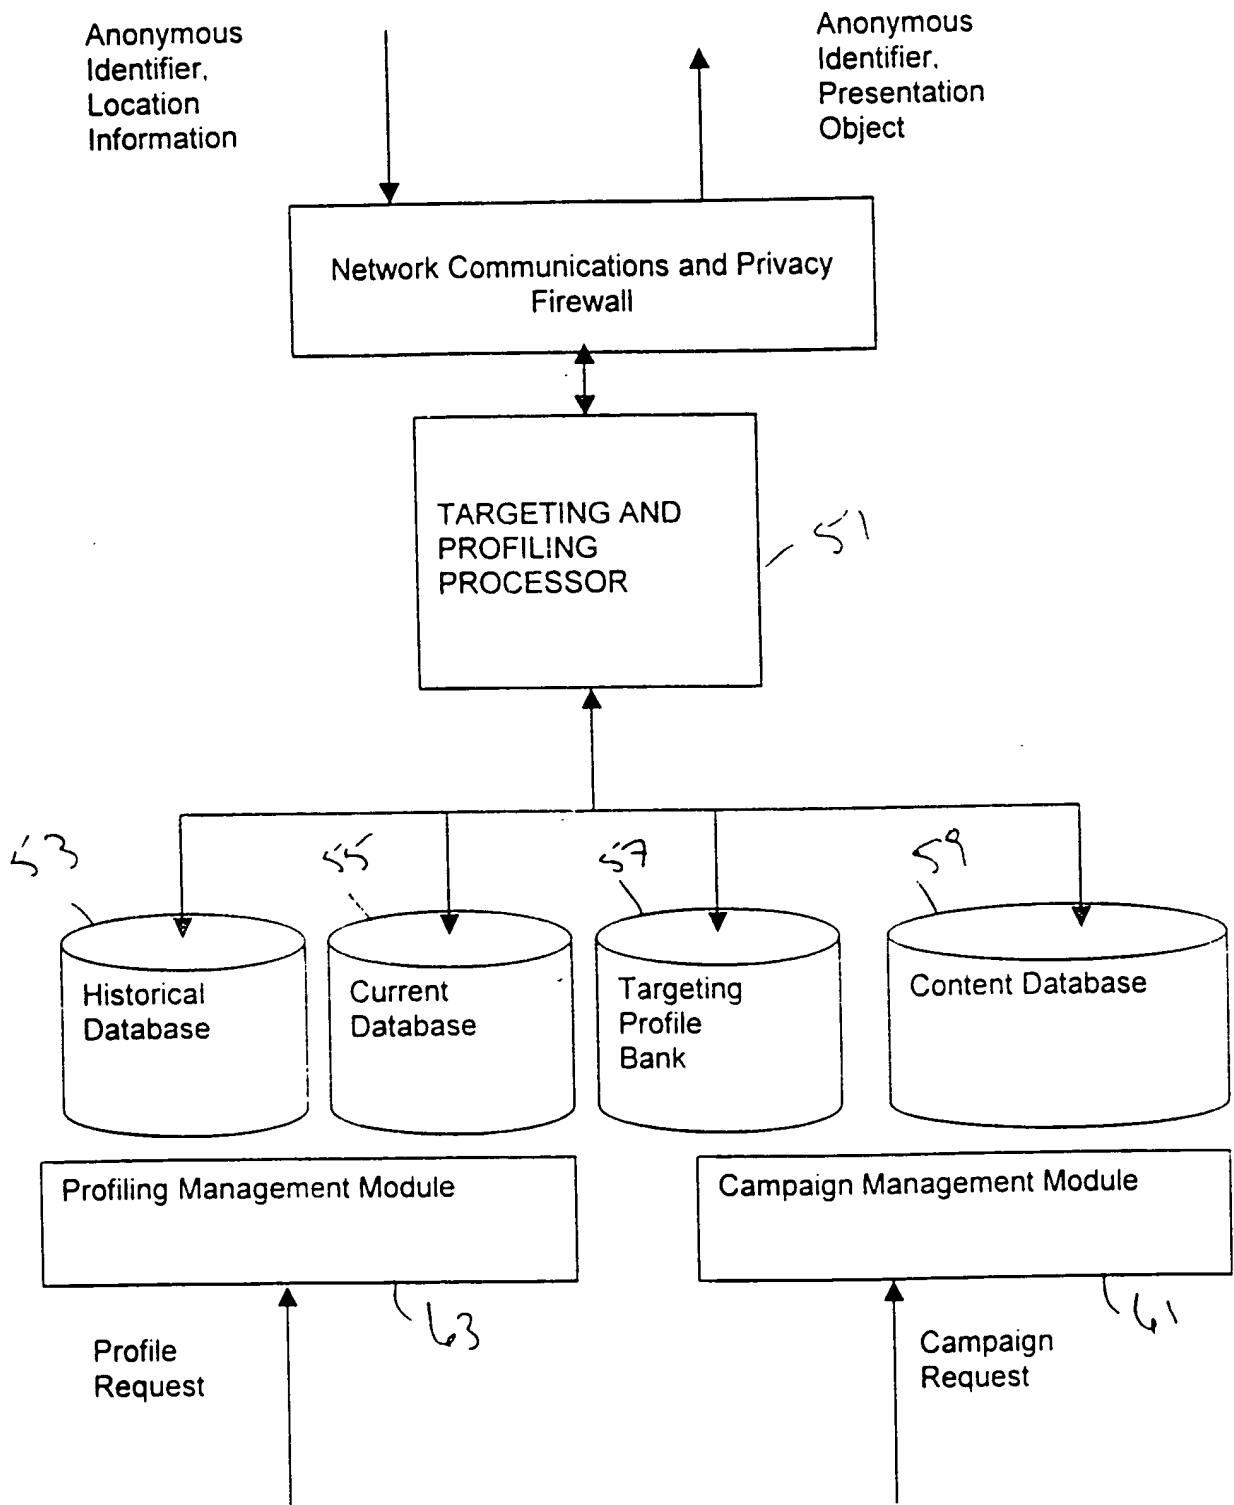 Anonymous
Identifier,
Location
Information
Anonymous
Identifier,
Presentation
Object
Network Communications and Privacy
Firewall
TARGETING AND
PROFILING
PROCESSOR
51
53
55
57
59
Historical
Database
Current
Database
Targeting
Profile
Bank
Content Database
Profiling Management Module
Campaign Management Module
63
61
Profile
Request
Campaign
Request